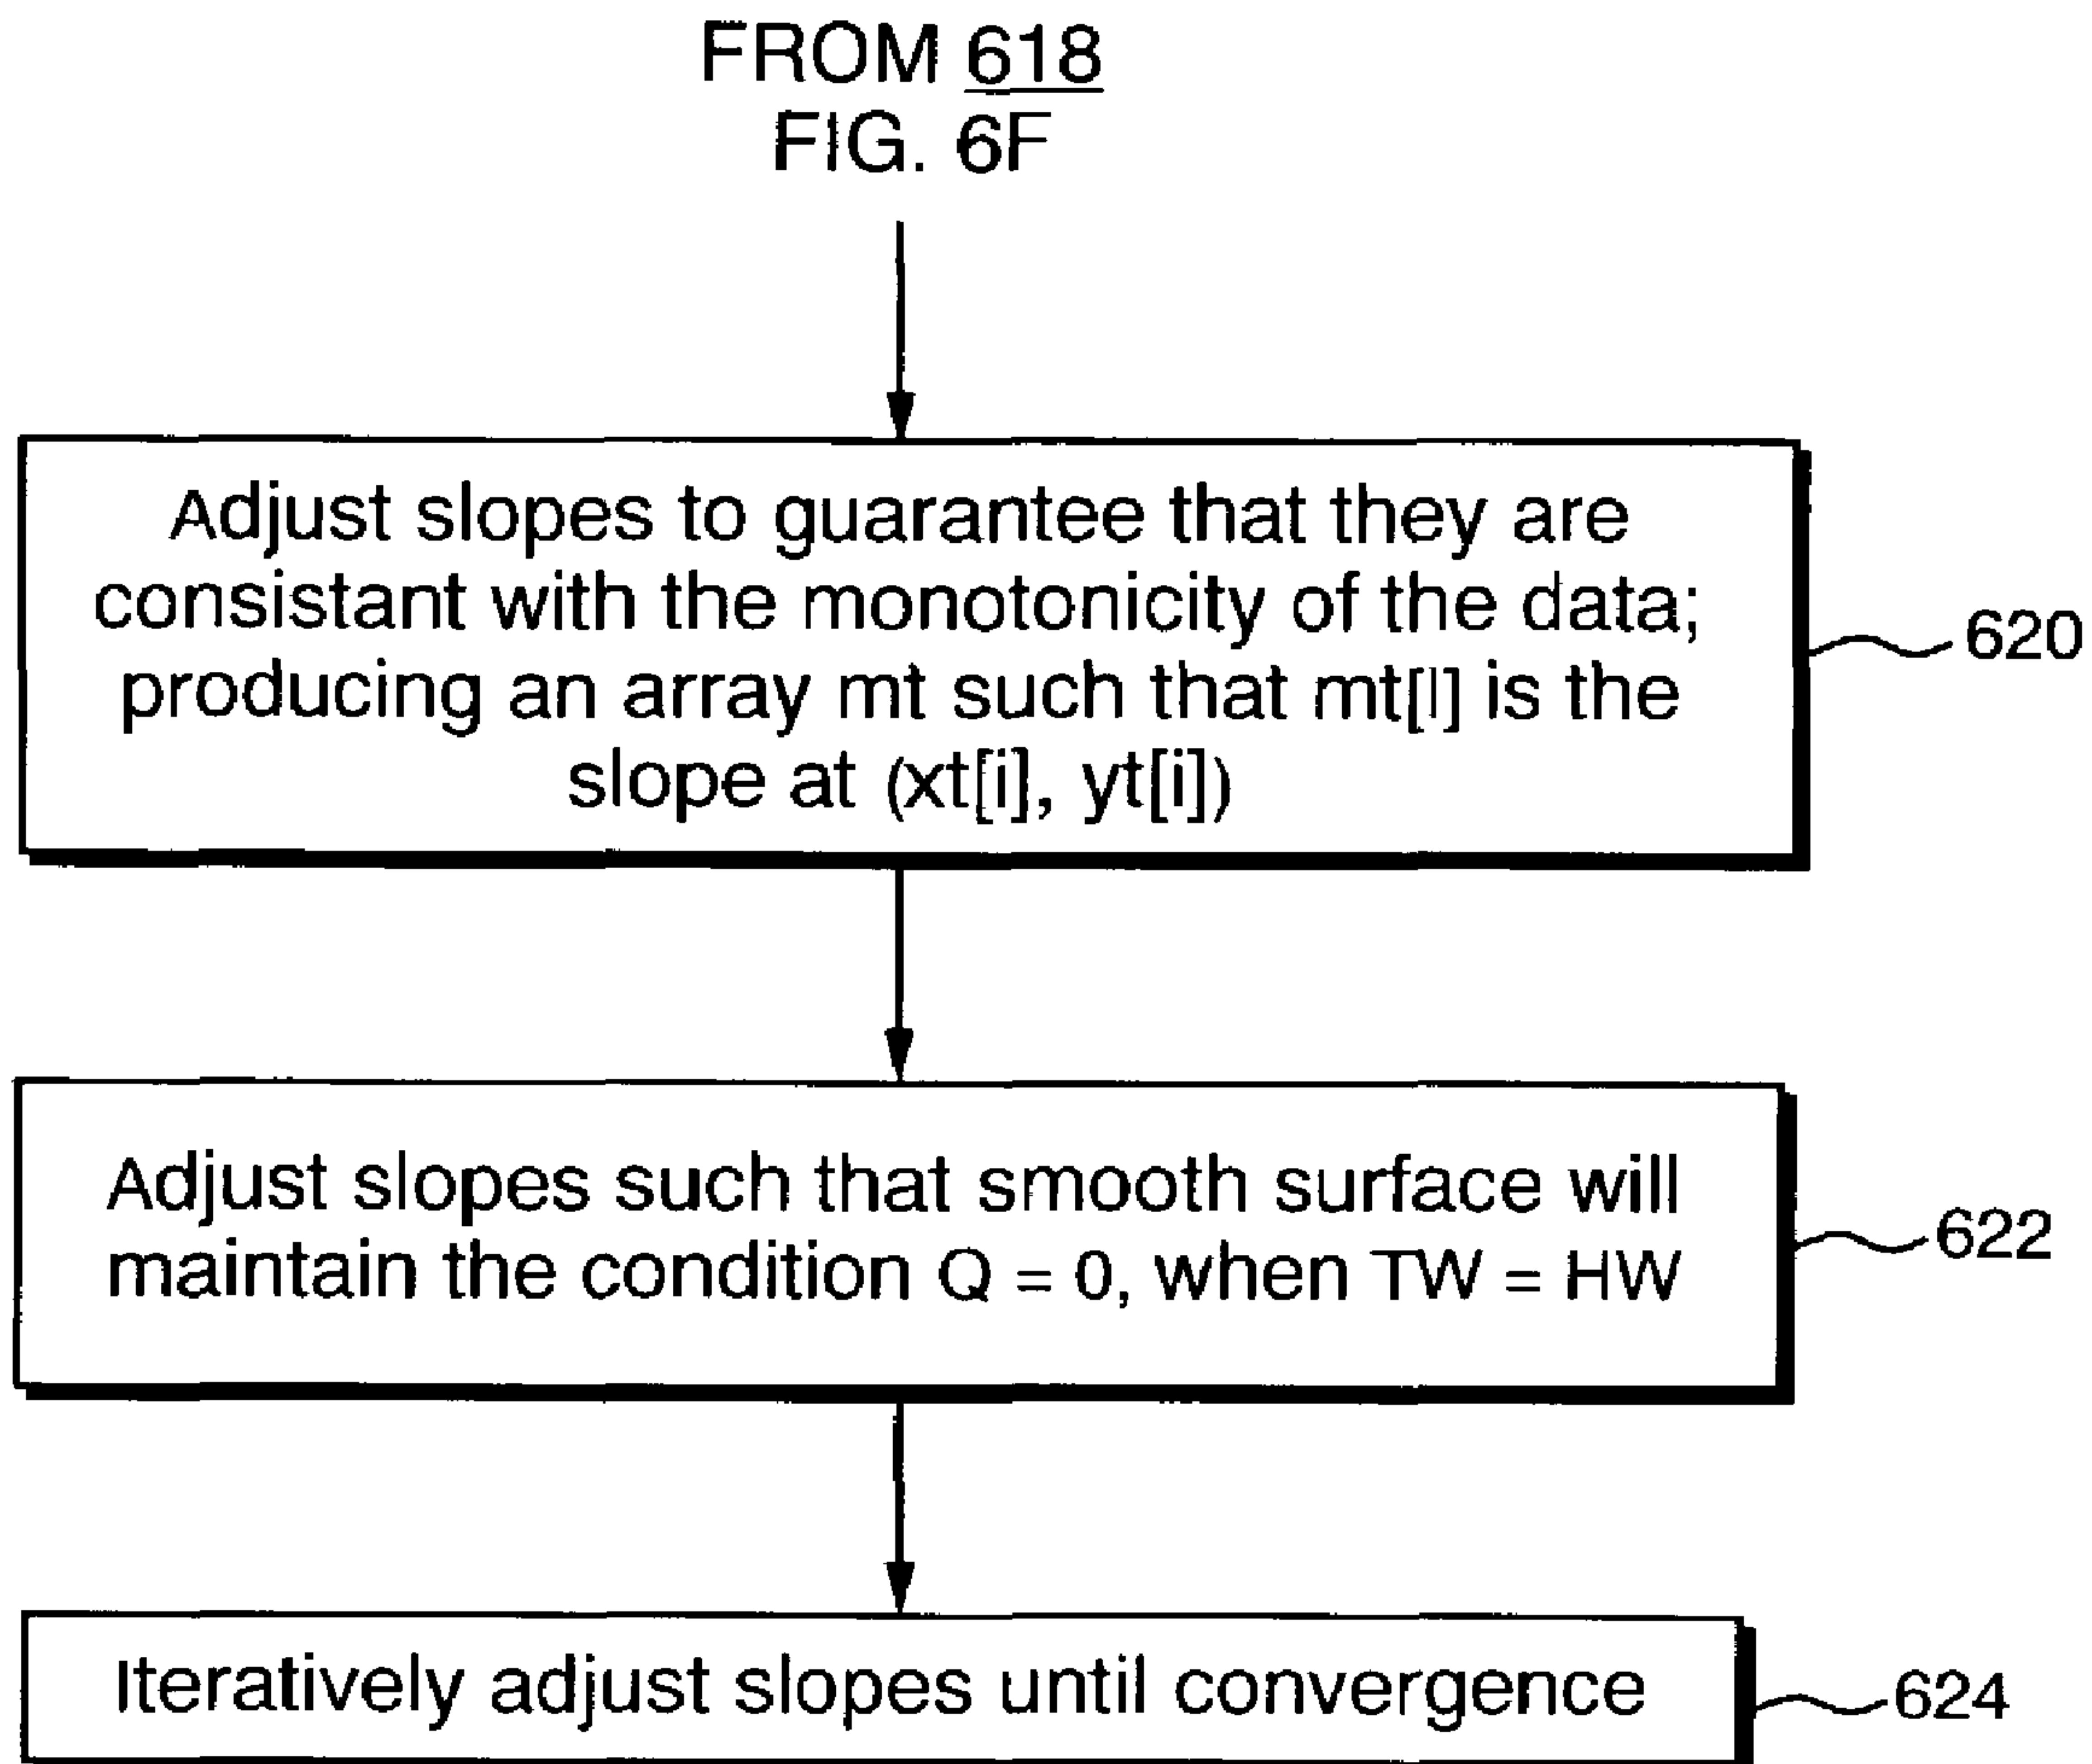 FROM 618
FIG. 6F
Adjust slopes to guarantee that they are
consistant with the monotonicity of the data;
producing an array mt such that mt[I] is the
slope at (xt[i], yt[i])
620
Adjust slopes such that smooth surface will
maintain the condition Q = 0, when TW = HW
622
Iteratively adjust slopes until convergence
624